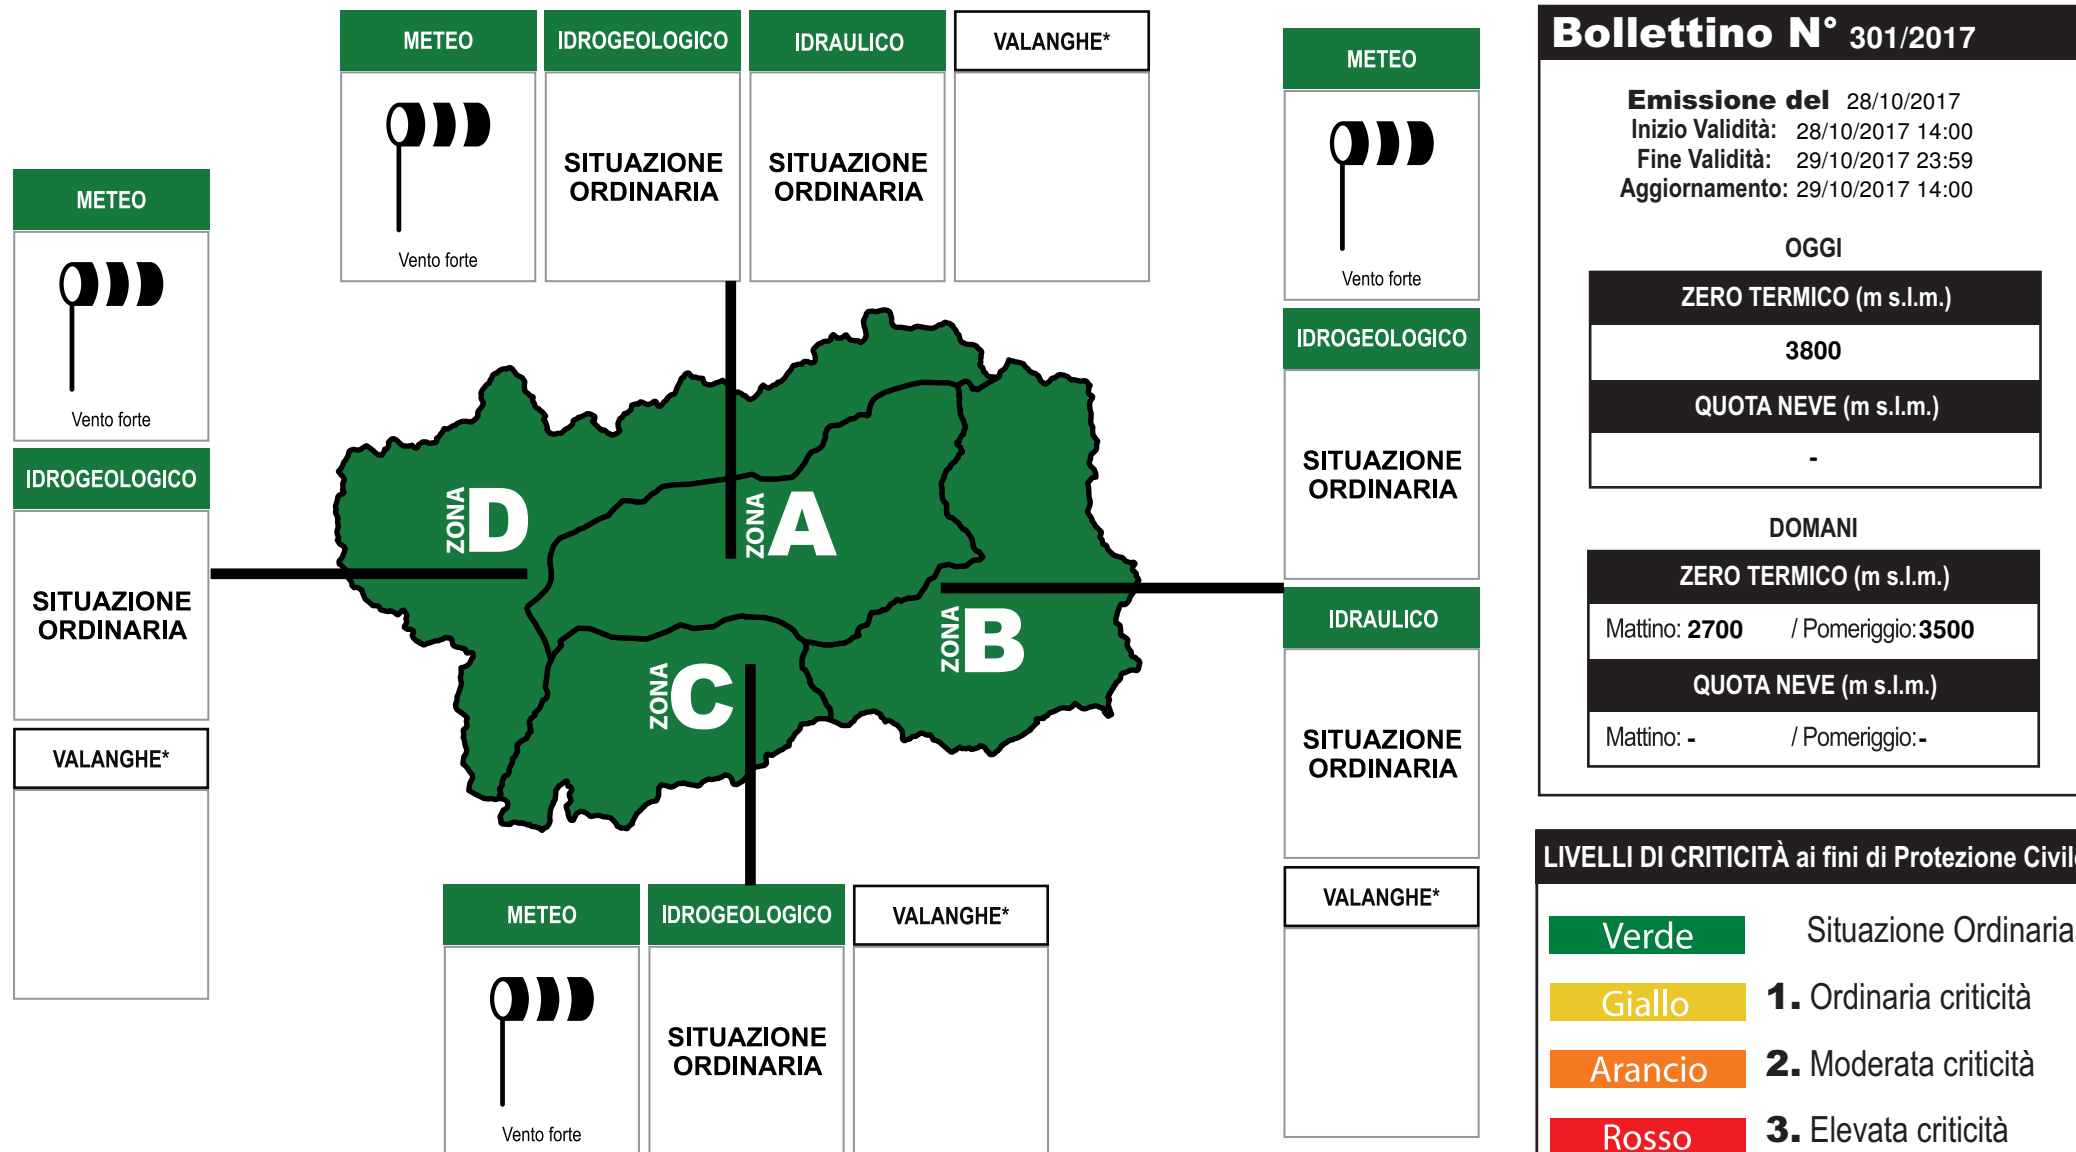 METEO
IDROGEOLOGICO
IDRAULICO
VALANGHE*
Vento forte
SITUAZIONE
ORDINARIA
SITUAZIONE
ORDINARIA
METEO
Vento forte
IDROGEOLOGICO
SITUAZIONE
ORDINARIA
VALANGHE*
METEO
Vento forte
IDROGEOLOGICO
SITUAZIONE
ORDINARIA
IDRAULICO
SITUAZIONE
ORDINARIA
VALANGHE*
ZONA D
ZONA A
ZONA B
ZONA C
METEO
IDROGEOLOGICO
VALANGHE*
Vento forte
SITUAZIONE
ORDINARIA
Bollettino N° 301/2017
Emissione del 28/10/2017
Inizio Validità: 28/10/2017 14:00
Fine Validità: 29/10/2017 23:59
Aggiornamento: 29/10/2017 14:00
OGGI
ZERO TERMICO (m s.l.m.)
3800
QUOTA NEVE (m s.l.m.)
-
DOMANI
ZERO TERMICO (m s.l.m.)
Mattino: 2700 / Pomeriggio: 3500
QUOTA NEVE (m s.l.m.)
Mattino: - / Pomeriggio: -
LIVELLI DI CRITICITÀ ai fini di Protezione Civil
Verde Situazione Ordinaria
Giallo 1. Ordinaria criticità
Arancio 2. Moderata criticità
Rosso 3. Elevata criticità